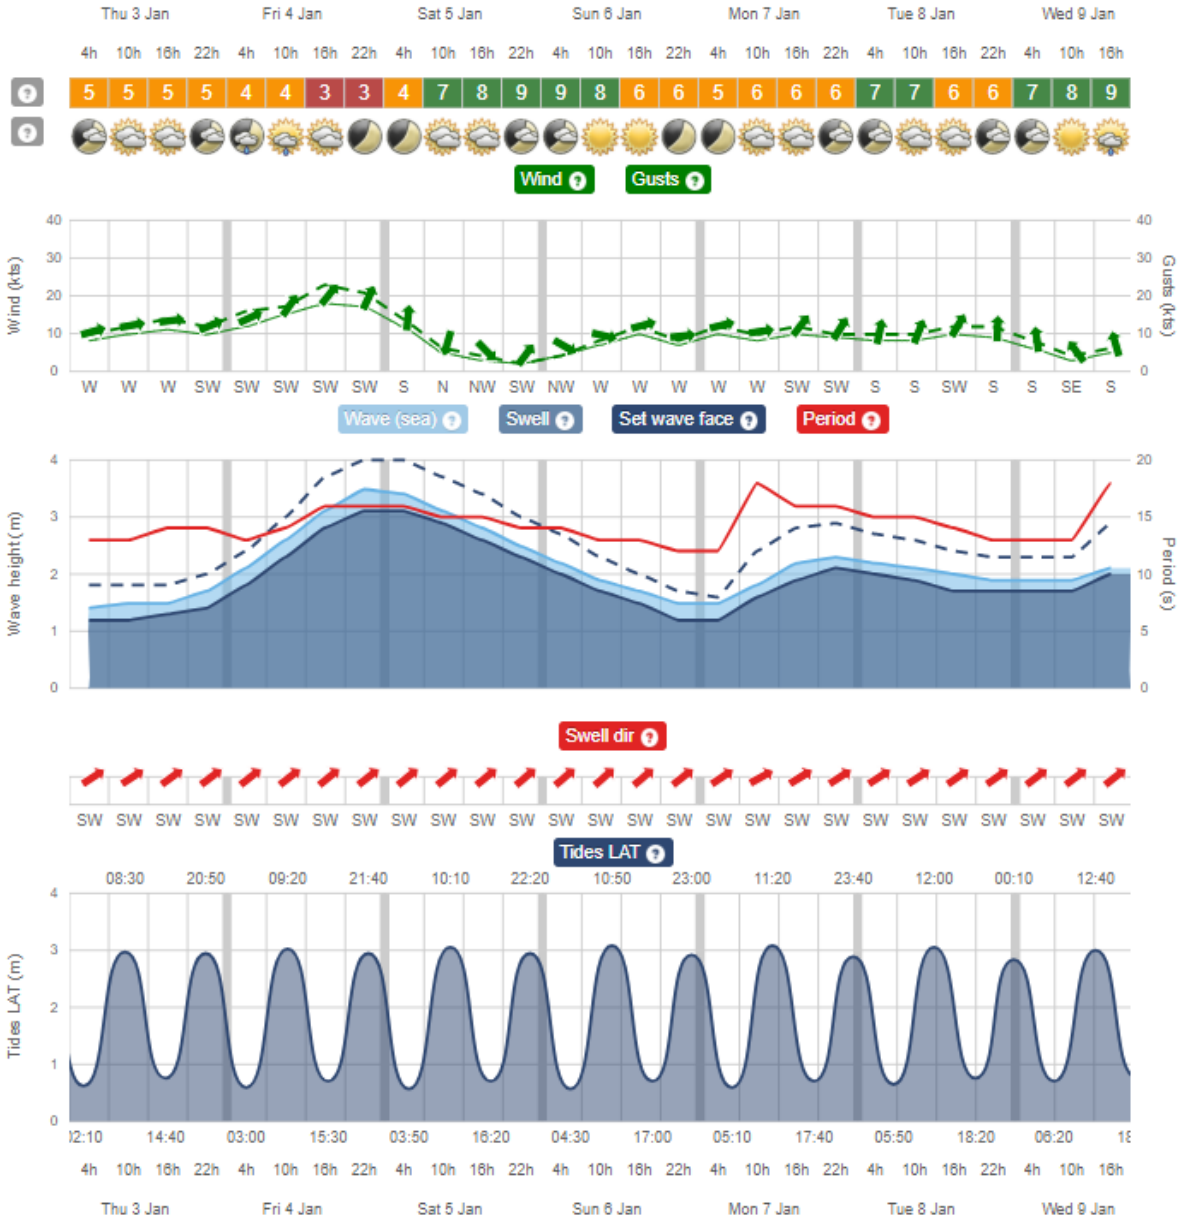 Thu 3 Jan Fri 4 Jan Sat 5 Jan Sun 6 Jan Mon 7 Jan Tue 8 Jan Wed 9 Jan
4h 10h 16h 22h 4h 10h 16h 22h 4h 10h 16h 22h 4h 10h 16h 22h 4h 10h 16h 22h 4h 10h 16h 22h 4h 10h 16h
? 5 5 5 5 4 4 3 3 4 7 8 9 9 8 6 6 5 6 6 6 7 7 6 6 7 8 9
?
Wind ? Gusts ?
40 40
30 30
20 20
10 10
0 0
Wind (kts)
Gusts (kts)
W W W SW SW SW SW SW S N NW SW NW W W W W W SW SW S S SW S S SE S
Wave (sea) ? Swell ? Set wave face ? Period ?
4 20
3 15
2 10
1 5
0 0
Wave height (m)
Period (s)
Swell dir ?
SW SW SW SW SW SW SW SW SW SW SW SW SW SW SW SW SW SW SW SW SW SW SW SW SW SW SW
Tides LAT ?
08:30 20:50 09:20 21:40 10:10 22:20 10:50 23:00 11:20 23:40 12:00 00:10 12:40
4
3
2
1
0
Tides LAT (m)
02:10 14:40 03:00 15:30 03:50 16:20 04:30 17:00 05:10 17:40 05:50 18:20 06:20 18
4h 10h 16h 22h 4h 10h 16h 22h 4h 10h 16h 22h 4h 10h 16h 22h 4h 10h 16h 22h 4h 10h 16h 22h 4h 10h 16h
Thu 3 Jan Fri 4 Jan Sat 5 Jan Sun 6 Jan Mon 7 Jan Tue 8 Jan Wed 9 Jan